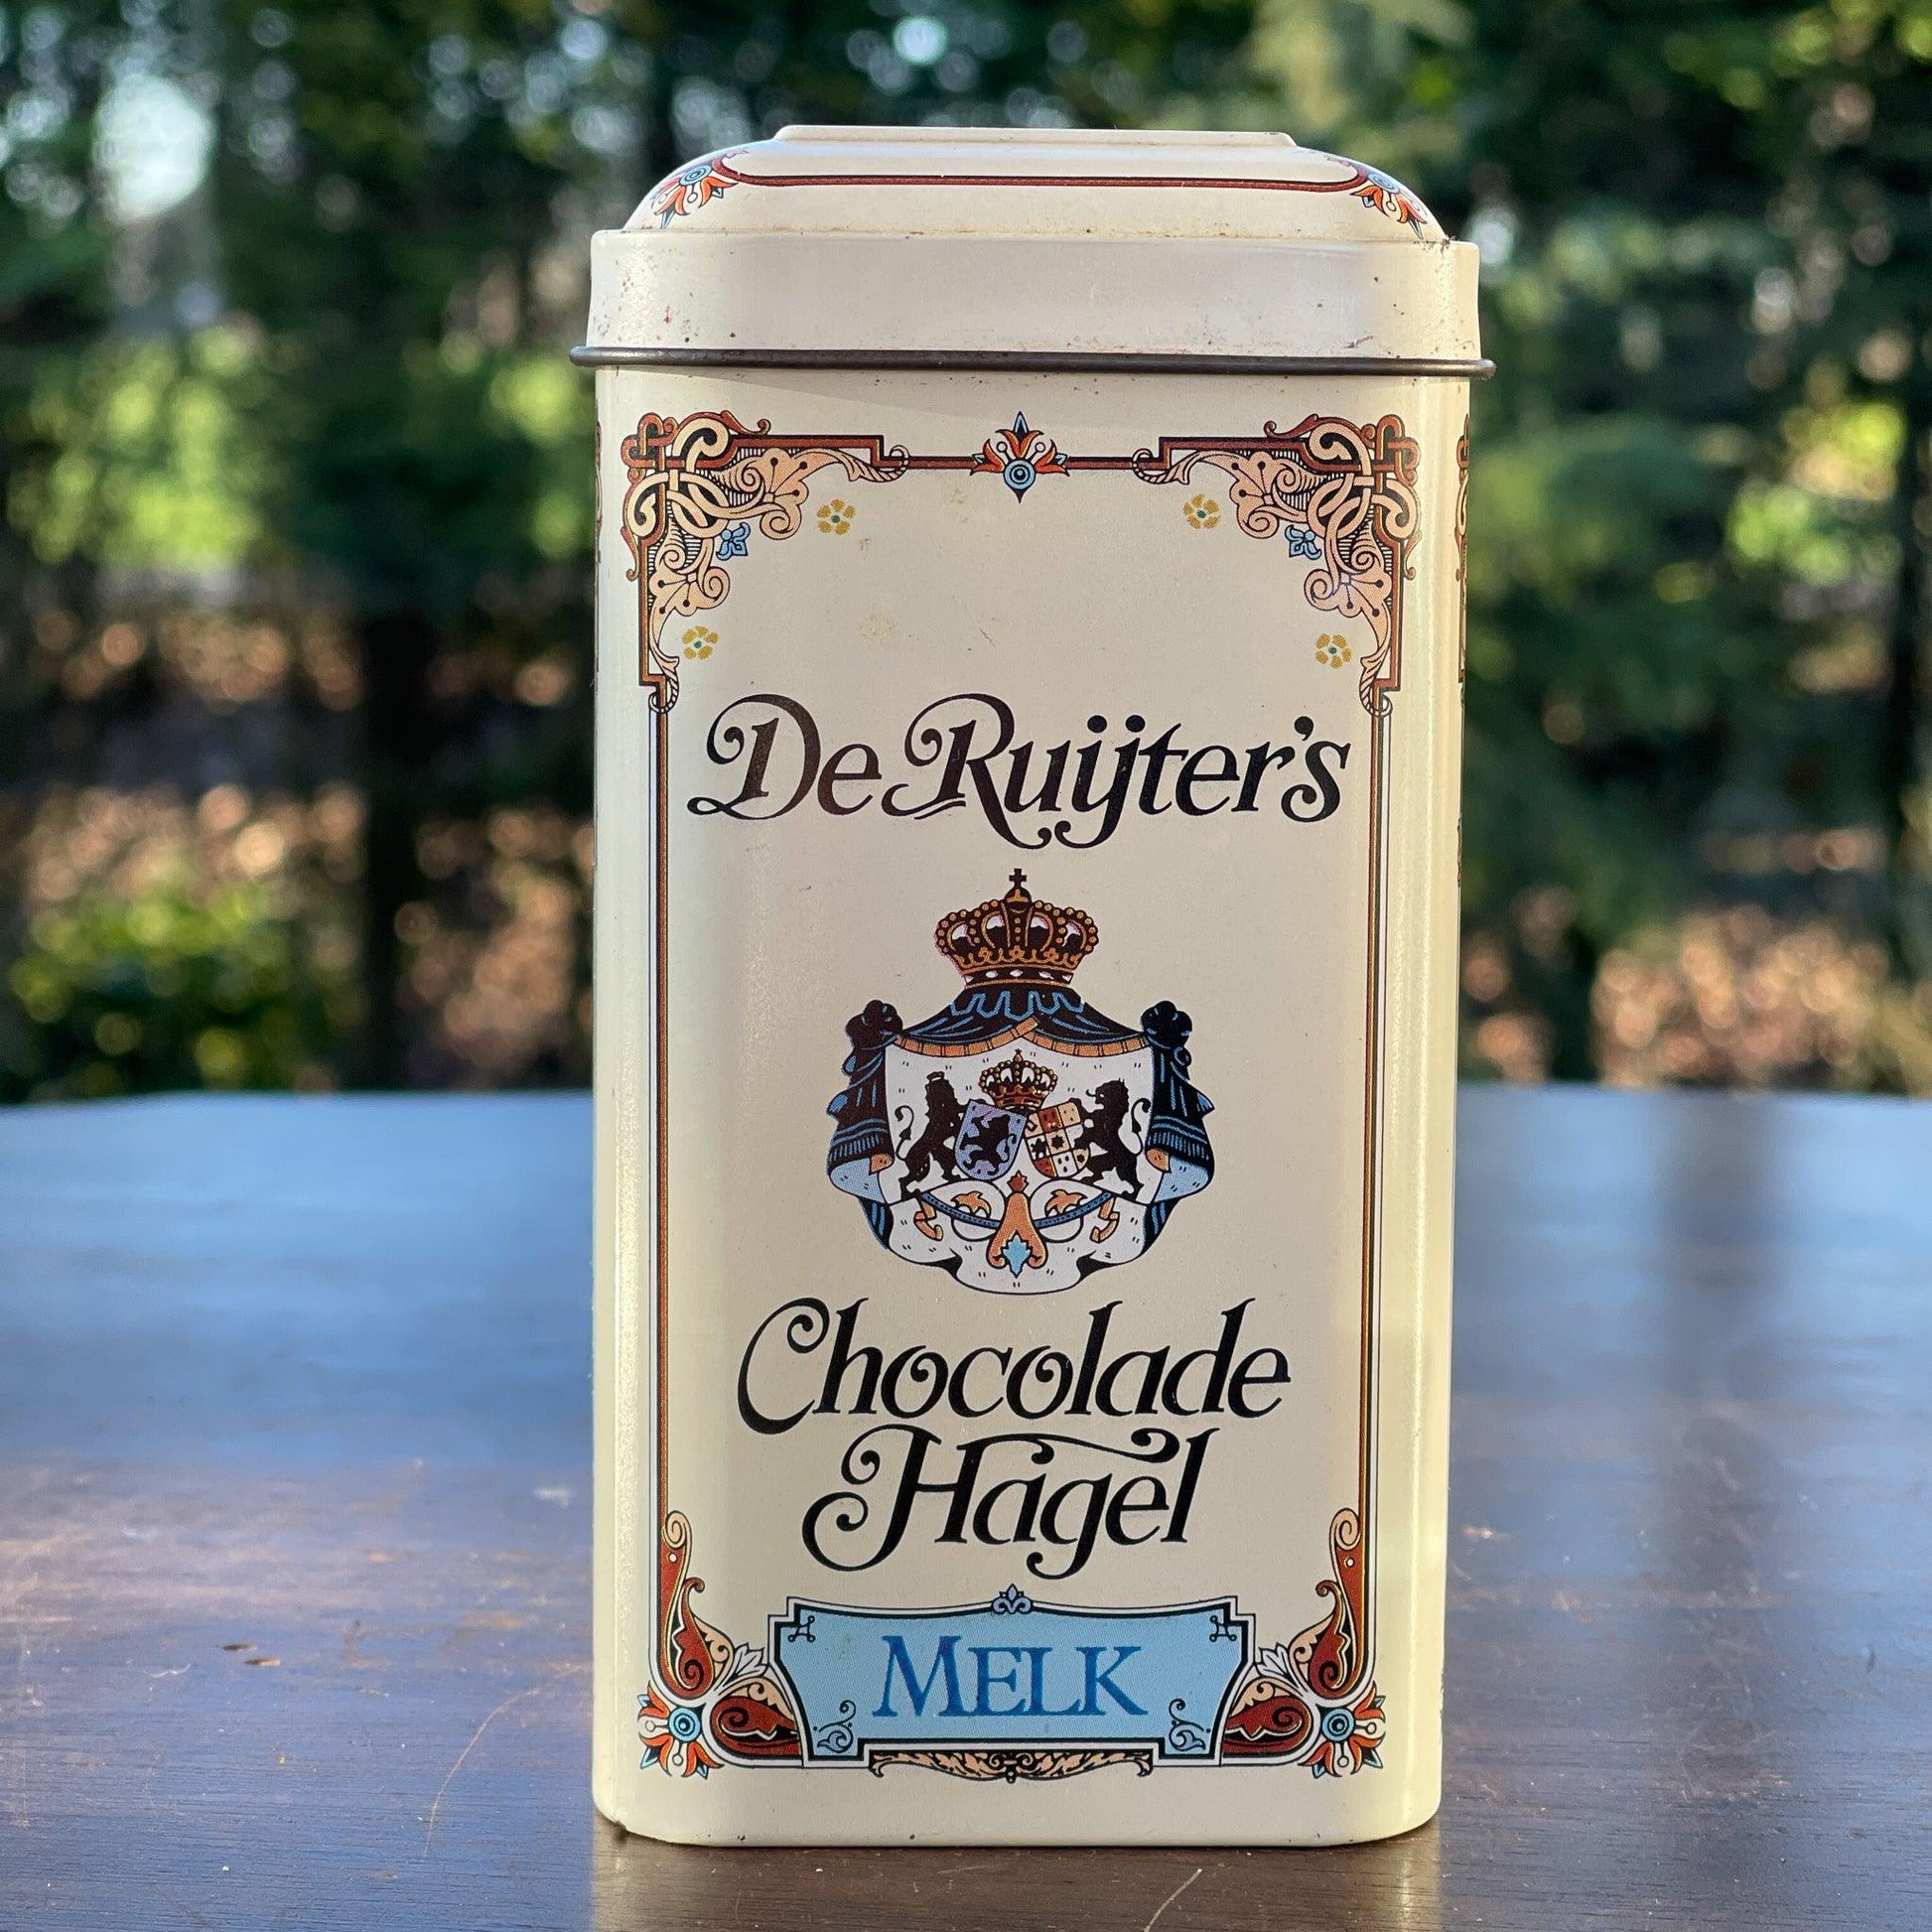 De Ruijter's
Chocolade
Hagel
MELK